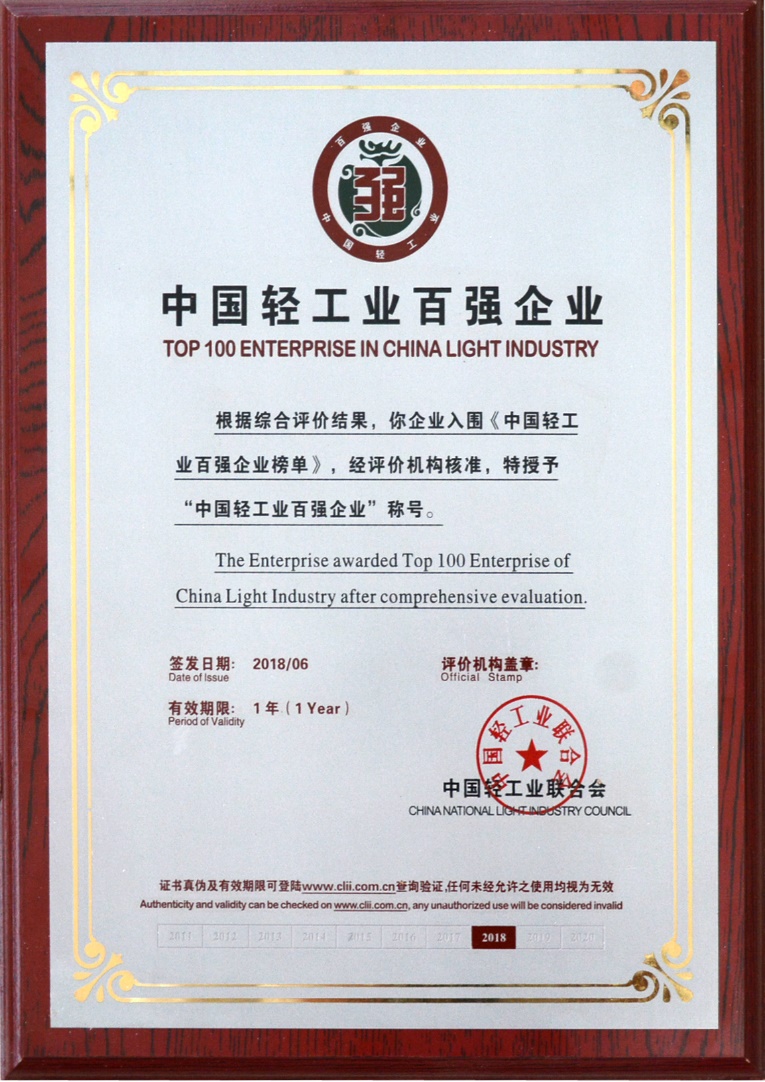 百强企业
强
中国轻工业
中国轻工业百强企业
TOP 100 ENTERPRISE IN CHINA LIGHT INDUSTRY
根据综合评价结果，你企业入围《中国轻工
业百强企业榜单》，经评价机构核准，特授予
“中国轻工业百强企业”称号。
The Enterprise awarded Top 100 Enterprise of
China Light Industry after comprehensive evaluation.
签发日期： 2018/06
Date of Issue
有效期限： 1 年（1 Year）
Period of Validity
评价机构盖章：
Official Stamp
中国轻工业联合会
中国轻工业联合会
CHINA NATIONAL LIGHT INDUSTRY COUNCIL
证书真伪及有效期限可登陆www.clii.com.cn查询验证,任何未经允许之使用均视为无效
Authenticity and validity can be checked on www.clii.com.cn, any unauthorized use will be considered invalid
2011 2012 2013 2014 2015 2016 2017 2018 2019 2020